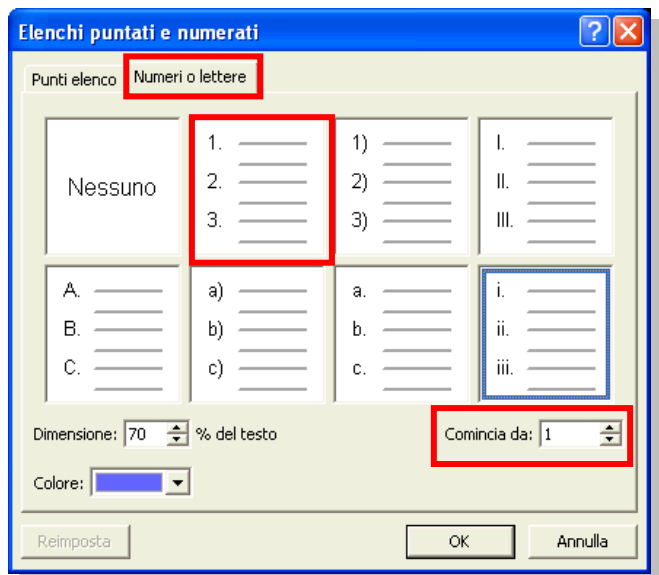 Elenchi puntati e numerati
Punti elenco Numeri o lettere
Nessuno
1.
2.
3.
1)
2)
3)
I.
II.
III.
A.
B.
C.
a)
b)
c)
a.
b.
c.
i.
ii.
iii.
Dimensione: 70 % del testo Comincia da: 1
Colore:
Reimposta OK Annulla